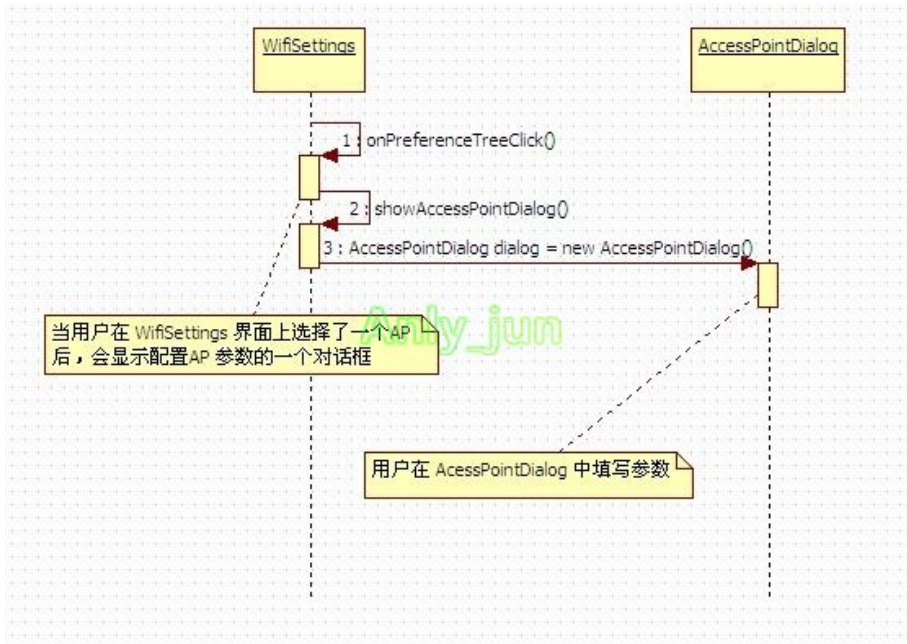 WifiSettings
AccessPointDialog
1 : onPreferenceTreeClick()
2 : showAccessPointDialog()
3 : AccessPointDialog dialog = new AccessPointDialog()
Anly_jun
当用户在 WifiSettings 界面上选择了一个AP
后，会显示配置AP 参数的一个对话框
用户在 AcessPointDialog 中填写参数